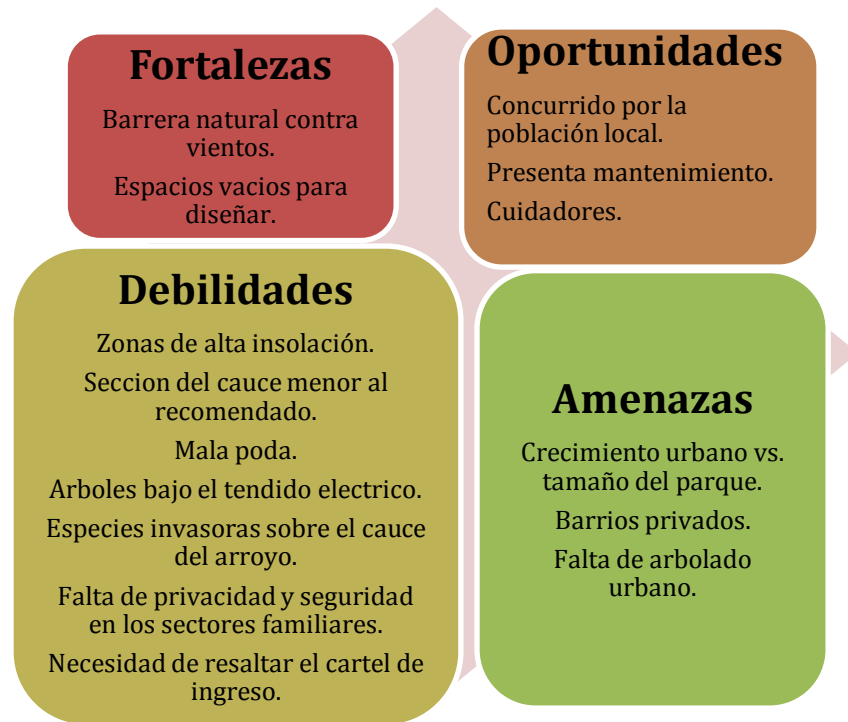 Fortalezas
Barrera natural contra
vientos.
Espacios vacios para
diseñar.
Oportunidades
Concurrido por la
población local.
Presenta mantenimiento.
Cuidadores.
Debilidades
Zonas de alta insolación.
Seccion del cauce menor al
recomendado.
Mala poda.
Arboles bajo el tendido electrico.
Especies invasoras sobre el cauce
del arroyo.
Falta de privacidad y seguridad
en los sectores familiares.
Necesidad de resaltar el cartel de
ingreso.
Amenazas
Crecimiento urbano vs.
tamaño del parque.
Barrios privados.
Falta de arbolado
urbano.